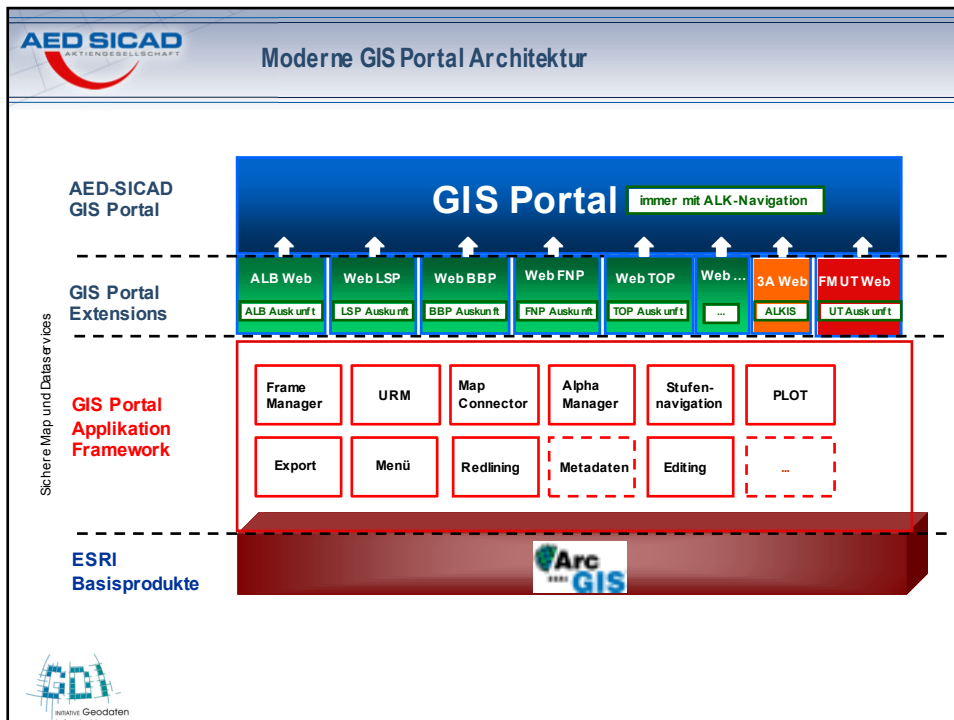 AED SICAD
AKTIENGESELLSCHAFT
Moderne GIS Portal Architektur
AED-SICAD
GIS Portal
GIS Portal
immer mit ALK-Navigation
GIS Portal
Extensions
ALB Web
Web LSP
Web BBP
Web FNP
Web TOP
Web ...
3A Web
FM UT Web
ALB Auskunft
LSP Auskunft
BBP Auskunft
FNP Auskunft
TOP Auskunft
...
ALKIS
UT Auskunft
Sichere Map und Dataservices
GIS Portal
Applikation
Framework
Frame
Manager
URM
Map
Connector
Alpha
Manager
Stufen-
navigation
PLOT
Export
Menü
Redlining
Metadaten
Editing
...
ESRI
Basisprodukte
Arc
ESRI
GIS
GDI
INITIATIVE Geodaten